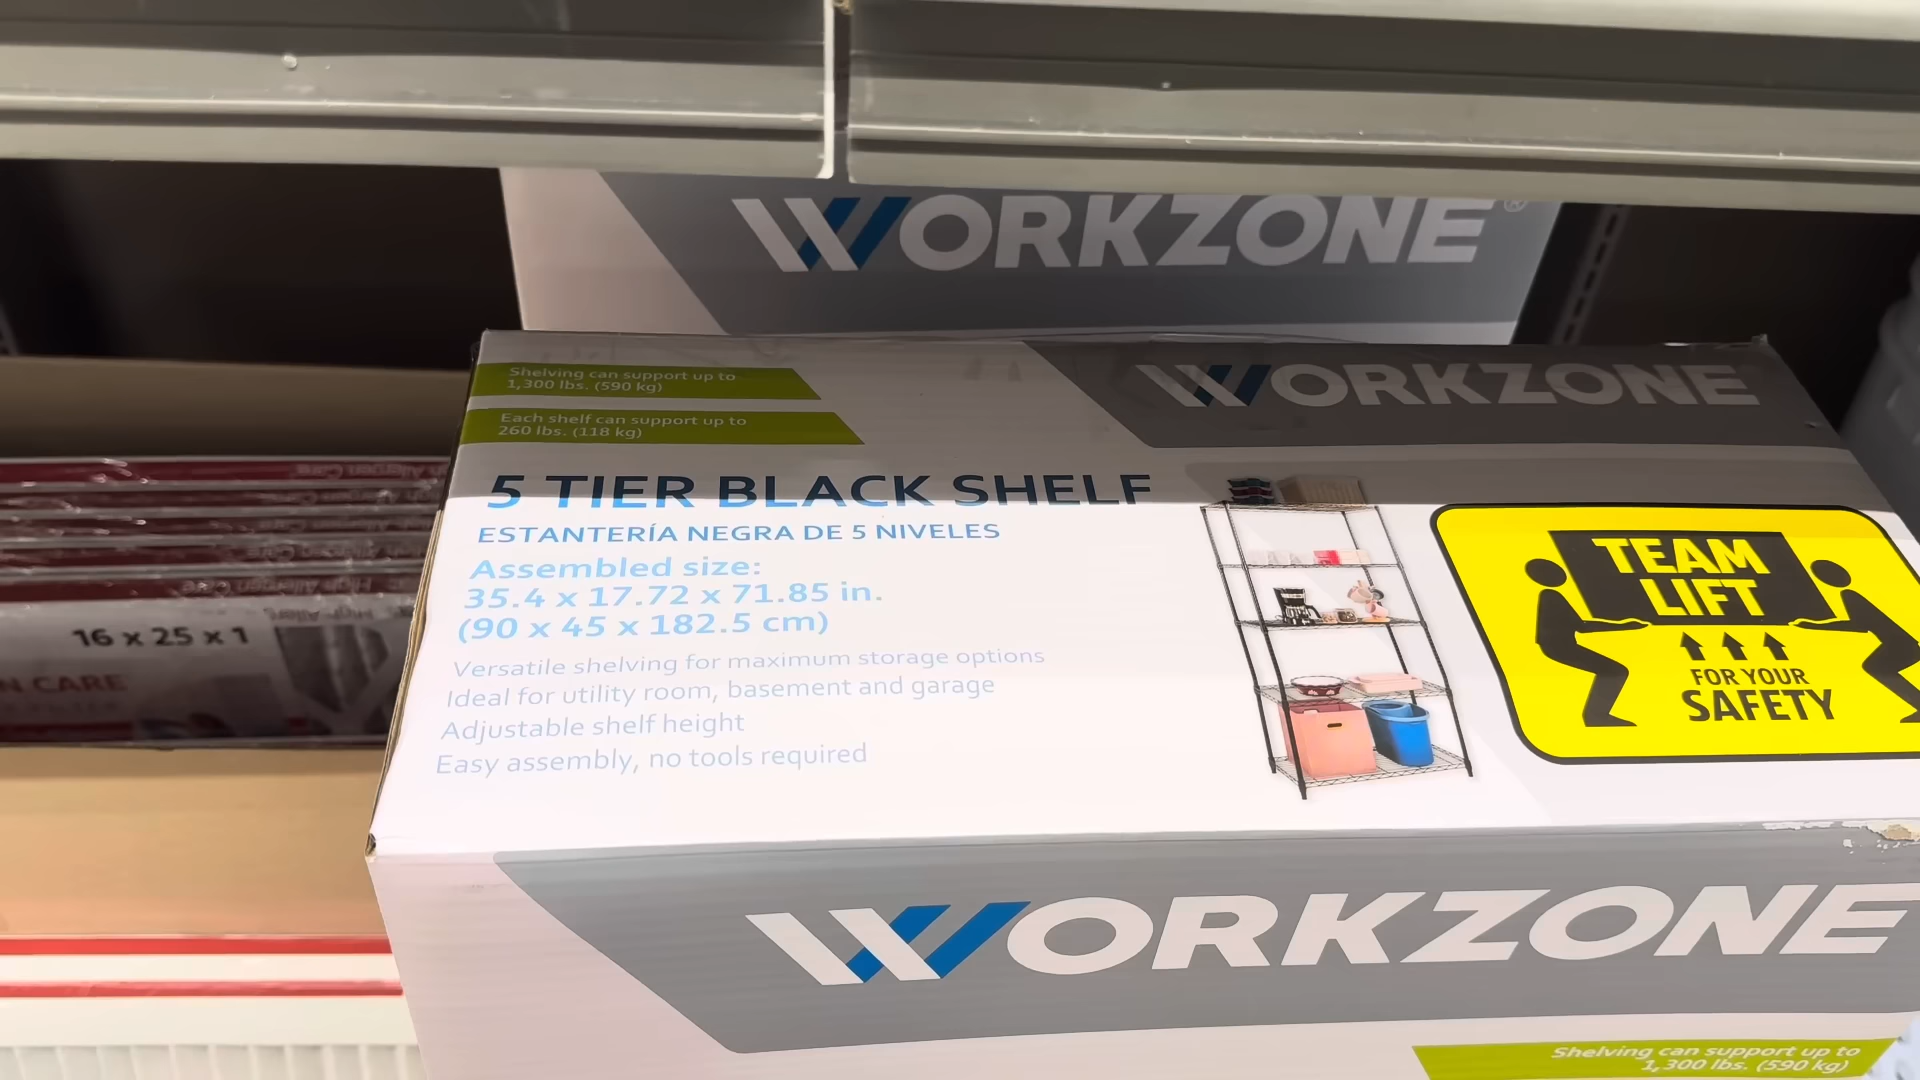 WORKZONE®
Shelving can support up to
1,300 lbs. (590 kg)
Each shelf can support up to
260 lbs. (118 kg)
WORKZONE
5 TIER BLACK SHELF
ESTANTERÍA NEGRA DE 5 NIVELES
Assembled size:
35.4 x 17.72 x 71.85 in.
(90 x 45 x 182.5 cm)
Versatile shelving for maximum storage options
Ideal for utility room, basement and garage
Adjustable shelf height
Easy assembly, no tools required
TEAM
LIFT
FOR YOUR
SAFETY
16 x 25 x 1
N CARE
WORKZONE
Shelving can support up to
1,300 lbs. (590 kg)